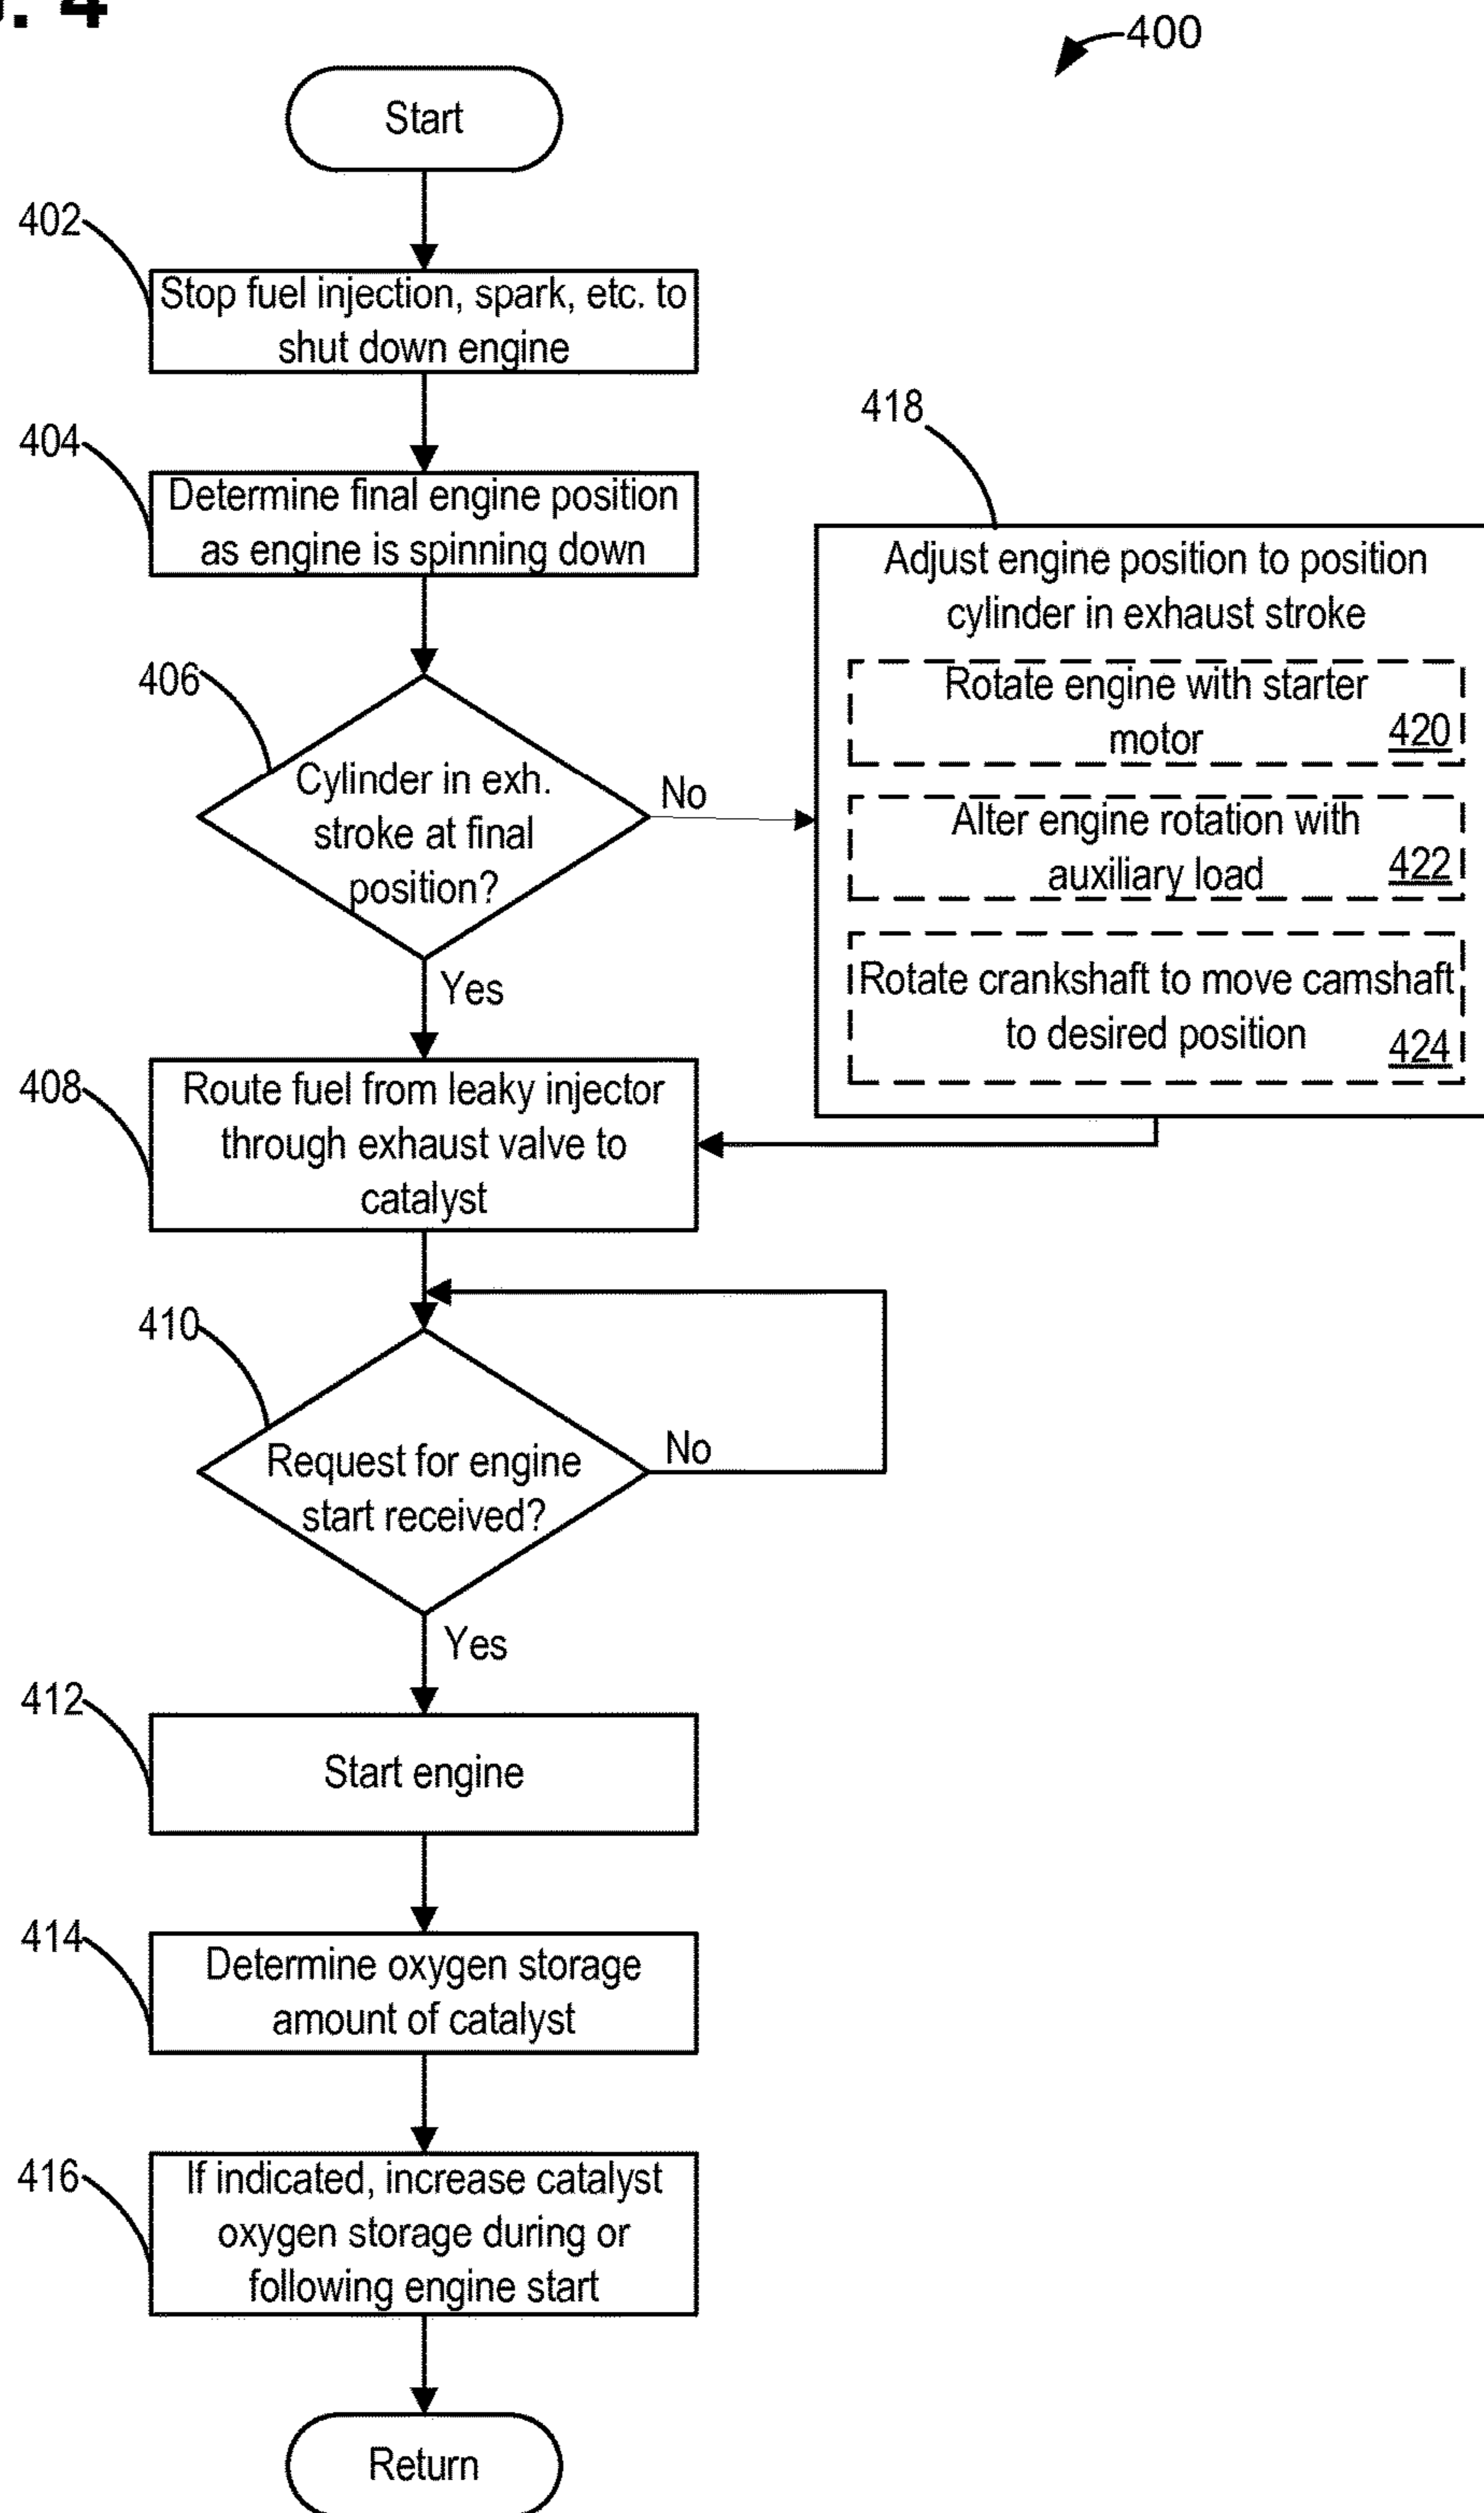 . 4
400
Start
402
Stop fuel injection, spark, etc. to
shut down engine
404
Determine final engine position
as engine is spinning down
406
Cylinder in exh.
stroke at final
position?
No
Yes
418
Adjust engine position to position
cylinder in exhaust stroke
Rotate engine with starter
motor
420
Alter engine rotation with
auxiliary load
422
Rotate crankshaft to move camshaft
to desired position
424
408
Route fuel from leaky injector
through exhaust valve to
catalyst
410
Request for engine
start received?
No
Yes
412
Start engine
414
Determine oxygen storage
amount of catalyst
416
If indicated, increase catalyst
oxygen storage during or
following engine start
Return